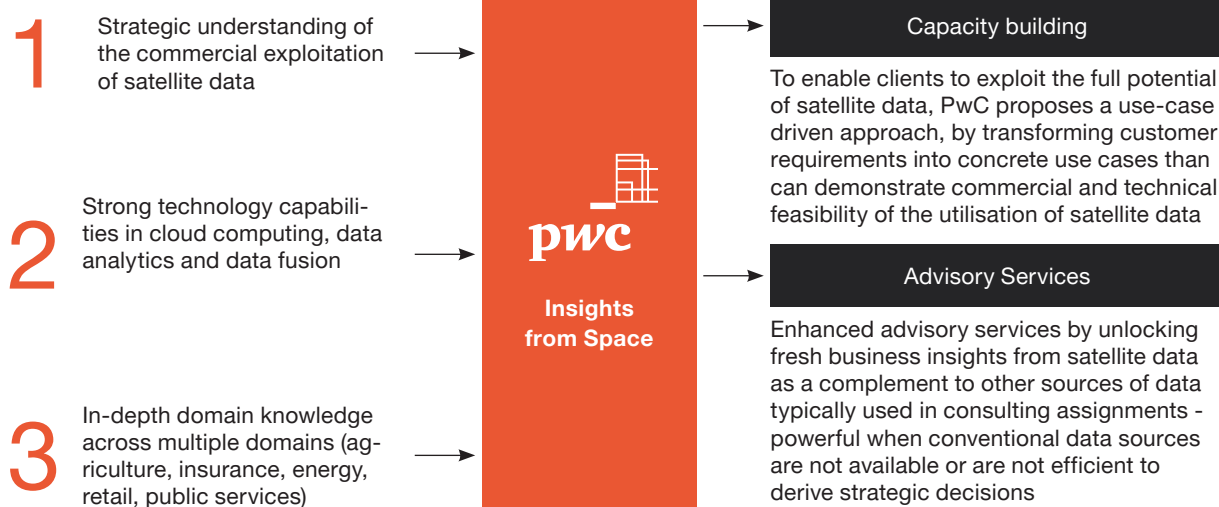 1
Strategic understanding of
the commercial exploitation
of satellite data
2
Strong technology capabili-
ties in cloud computing, data
analytics and data fusion
3
In-depth domain knowledge
across multiple domains (ag-
riculture, insurance, energy,
retail, public services)
pwc
Insights
from Space
Capacity building
To enable clients to exploit the full potential
of satellite data, PwC proposes a use-case
driven approach, by transforming customer
requirements into concrete use cases than
can demonstrate commercial and technical
feasibility of the utilisation of satellite data
Advisory Services
Enhanced advisory services by unlocking
fresh business insights from satellite data
as a complement to other sources of data
typically used in consulting assignments -
powerful when conventional data sources
are not available or are not efficient to
derive strategic decisions